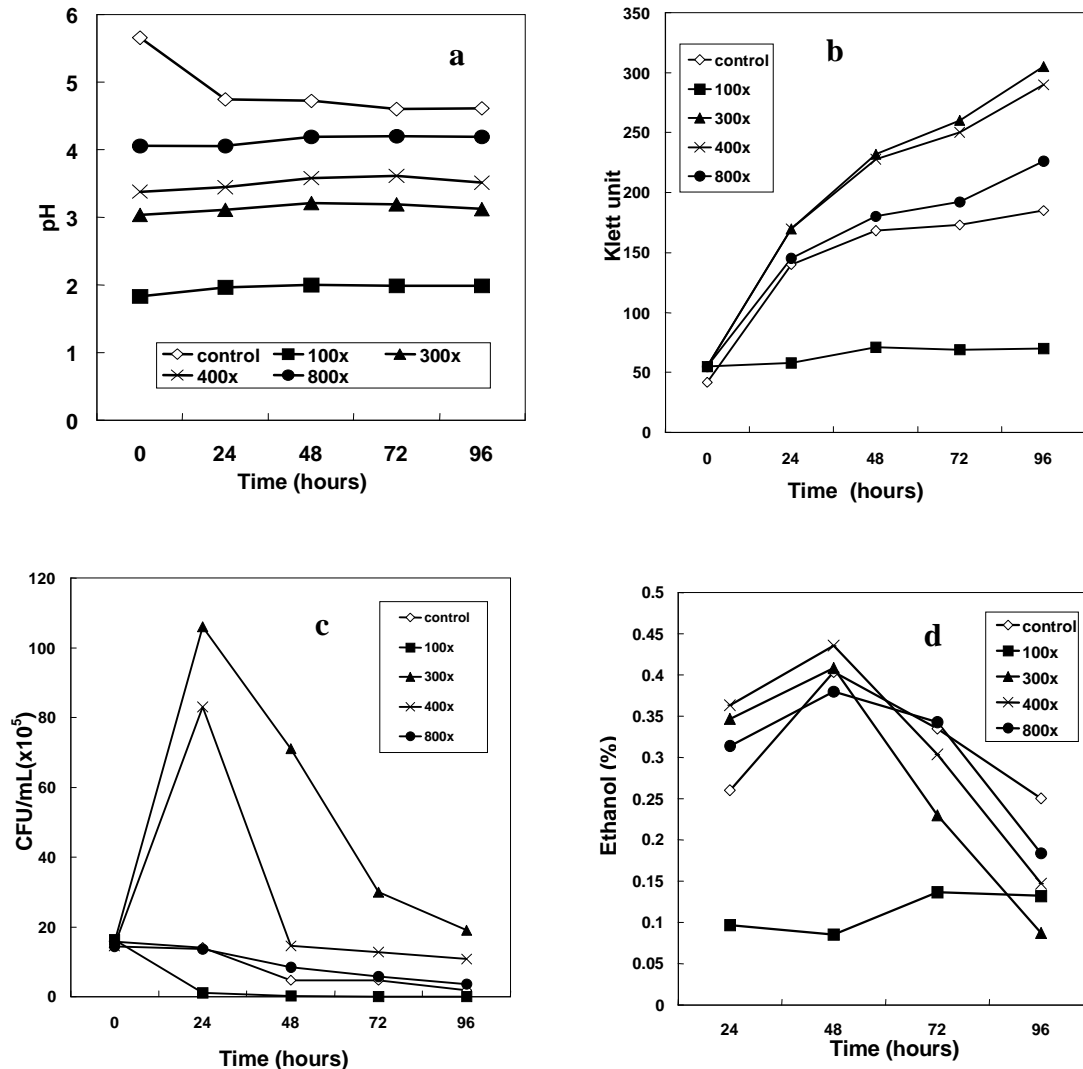 a
6
5
4
3
2
1
0
pH
control 100x 300x
400x 800x
0 24 48 72 96
Time (hours)
b
350
300
250
200
150
100
50
0
Klett unit
control
100x
300x
400x
800x
0 24 48 72 96
Time (hours)
c
120
100
80
60
40
20
0
CFU/mL(x10⁵)
control
100x
300x
400x
800x
0 24 48 72 96
Time (hours)
d
0.5
0.45
0.4
0.35
0.3
0.25
0.2
0.15
0.1
0.05
0
Ethanol (%)
control
100x
300x
400x
800x
24 48 72 96
Time (hours)